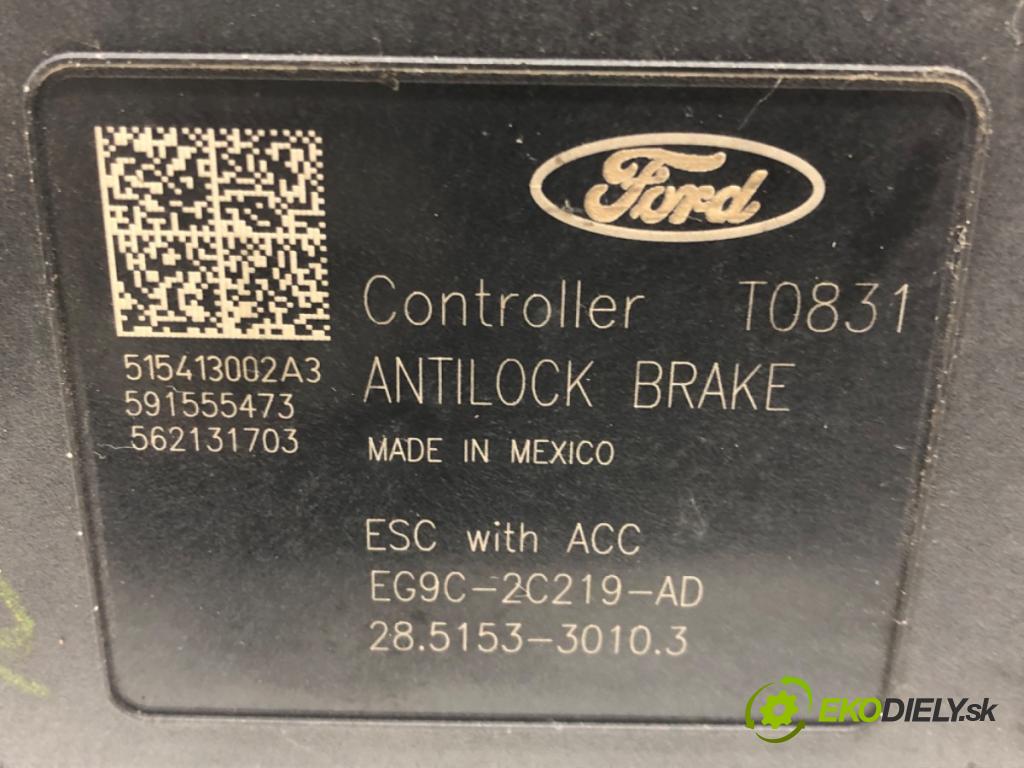 Ford
Controller T0831
ANTILOCK BRAKE
MADE IN MEXICO
515413002A3
591555473
562131703
ESC with ACC
EG9C-2C219-AD
28.5153-3010.3
EKODIELY.sk